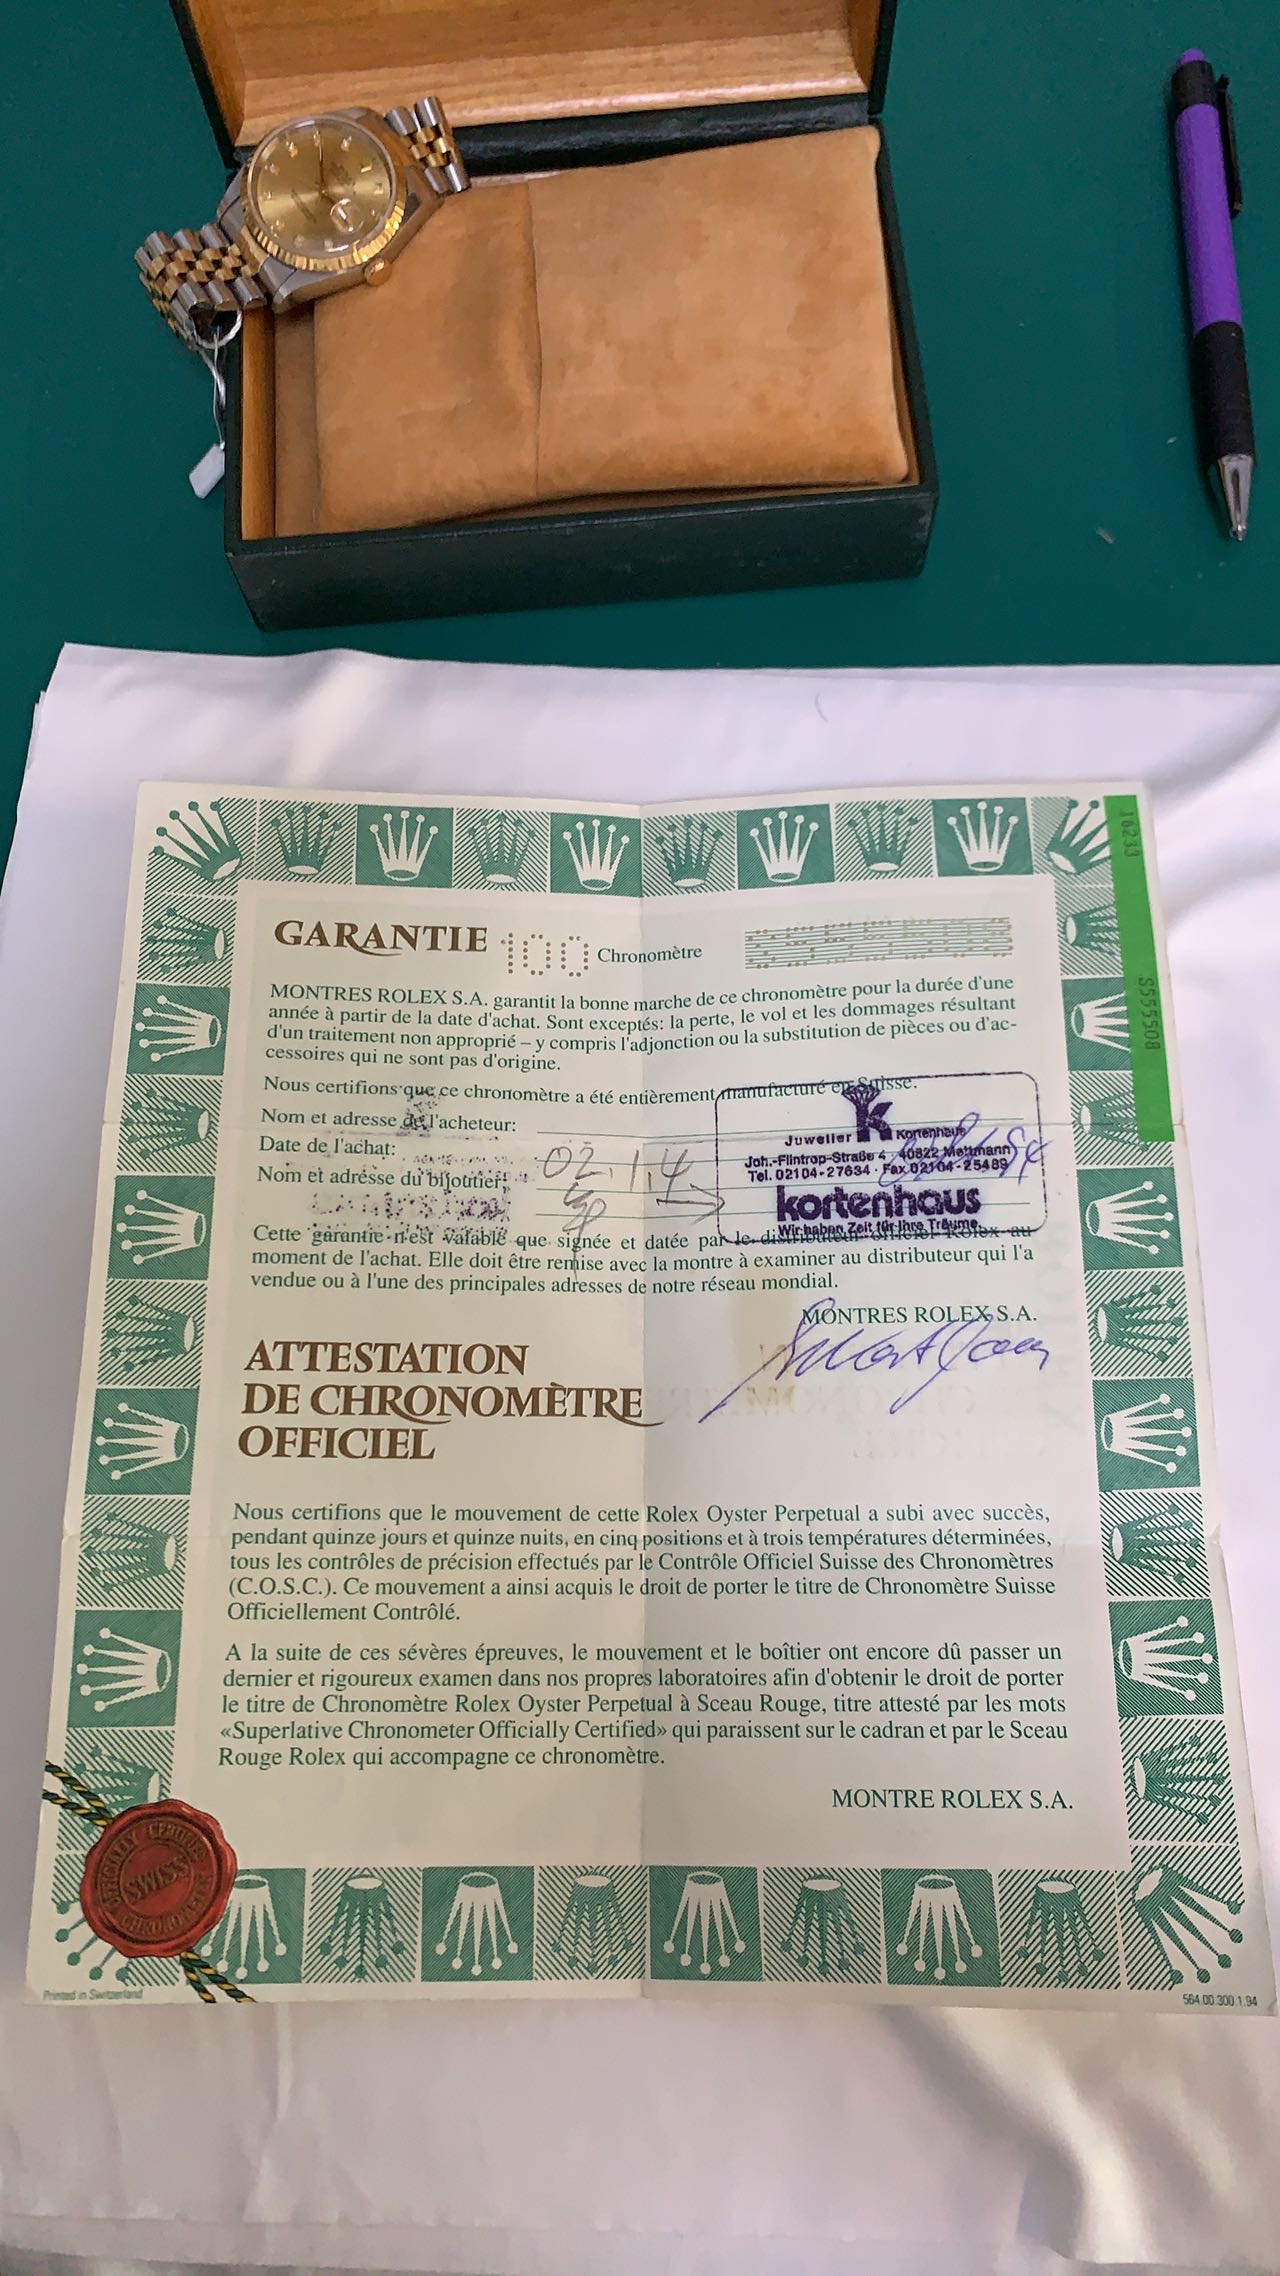 16233
S555508
GARANTIE 100 Chronomètre
MONTRES ROLEX S.A. garantit la bonne marche de ce chronomètre pour la durée d'une
année à partir de la date d'achat. Sont exceptés: la perte, le vol et les dommages résultant
d'un traitement non approprié – y compris l'adjonction ou la substitution de pièces ou d'ac-
cessoires qui ne sont pas d'origine.
Nous certifions que ce chronomètre a été entièrement manufacturé en Suisse.
Nom et adresse de l'acheteur:
Date de l'achat:
Nom et adresse du bijoutier:
Juwelier Kortenhaus
Joh.-Flintrop-Straße 4 · 40822 Mettmann
Tel. 02104-27634 · Fax 02104-25489
kortenhaus
Wir haben Zeit für Ihre Träume
Cette garantie n'est valable que signée et datée par le distributeur officiel Rolex au
moment de l'achat. Elle doit être remise avec la montre à examiner au distributeur qui l'a
vendue ou à l'une des principales adresses de notre réseau mondial.
MONTRES ROLEX S.A.
ATTESTATION
DE CHRONOMÈTRE
OFFICIEL
Nous certifions que le mouvement de cette Rolex Oyster Perpetual a subi avec succès,
pendant quinze jours et quinze nuits, en cinq positions et à trois températures déterminées,
tous les contrôles de précision effectués par le Contrôle Officiel Suisse des Chronomètres
(C.O.S.C.). Ce mouvement a ainsi acquis le droit de porter le titre de Chronomètre Suisse
Officiellement Contrôlé.
A la suite de ces sévères épreuves, le mouvement et le boîtier ont encore dû passer un
dernier et rigoureux examen dans nos propres laboratoires afin d'obtenir le droit de porter
le titre de Chronomètre Rolex Oyster Perpetual à Sceau Rouge, titre attesté par les mots
«Superlative Chronometer Officially Certified» qui paraissent sur le cadran et par le Sceau
Rouge Rolex qui accompagne ce chronomètre.
MONTRE ROLEX S.A.
OFFICIALLY CERTIFIED
SWISS
CHRONOMETER
Printed in Switzerland
564.00.300 1.94